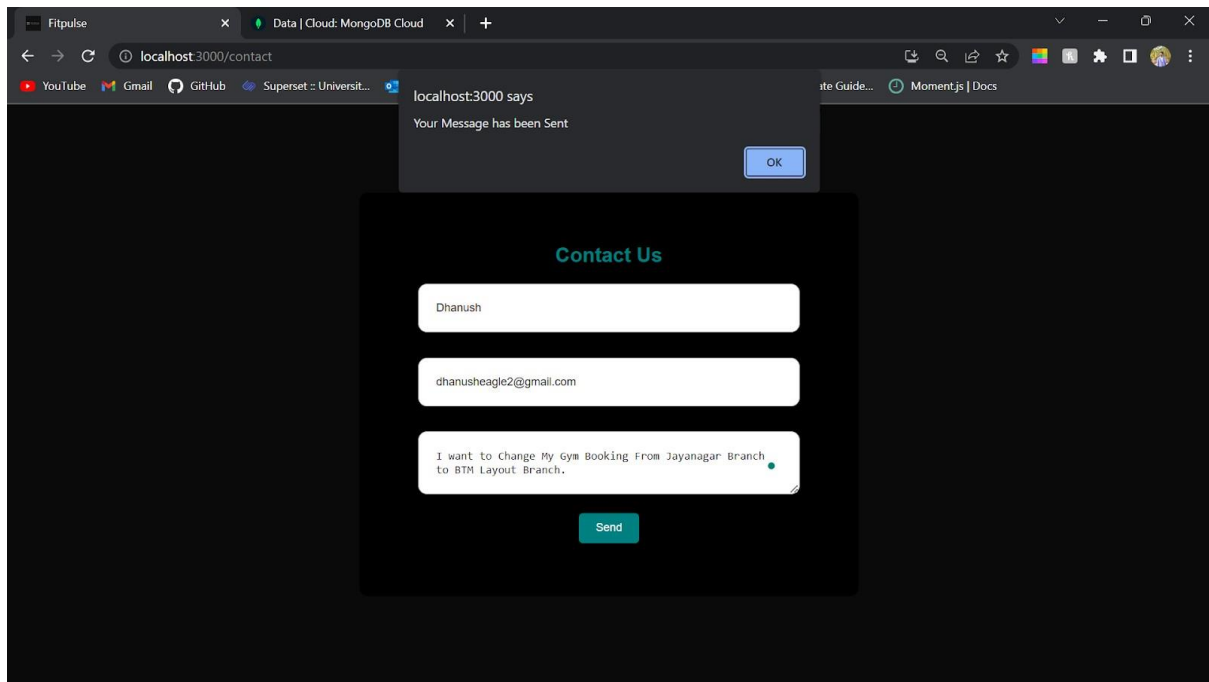 Fitpulse
Data | Cloud: MongoDB Cloud
localhost:3000/contact
YouTube
Gmail
GitHub
Superset :: Universit...
ate Guide...
Moment.js | Docs
localhost:3000 says
Your Message has been Sent
OK
Contact Us
Dhanush
dhanusheagle2@gmail.com
I want to Change My Gym Booking From Jayanagar Branch
to BTM Layout Branch.
Send